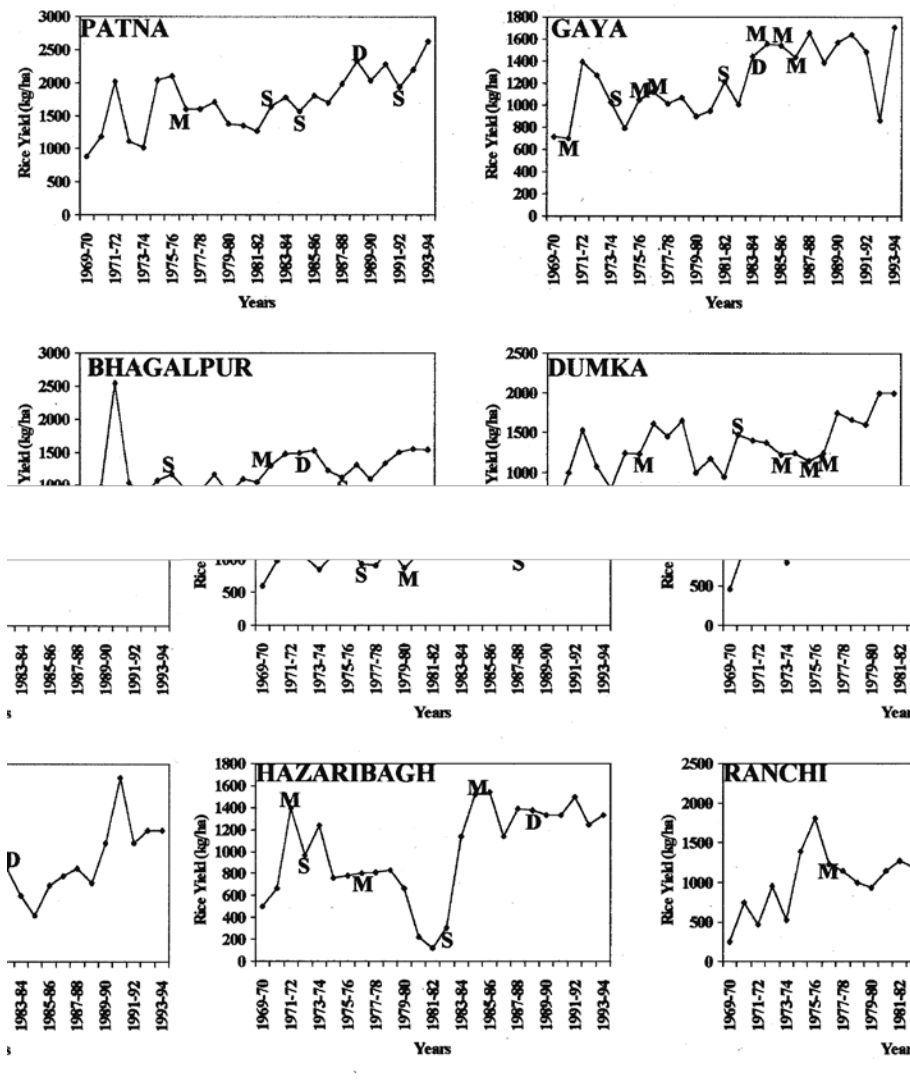 PATNA
3000
2500
2000
1500
1000
500
0
Rice Yield (kg/ha)
M S S D S
1969-70 1971-72 1973-74 1975-76 1977-78 1979-80 1981-82 1983-84 1985-86 1987-88 1989-90 1991-92 1993-94
Years
GAYA
1800
1600
1400
1200
1000
800
600
400
200
0
Rice Yield (kg/ha)
M S M M S M D M M
1969-70 1971-72 1973-74 1975-76 1977-78 1979-80 1981-82 1983-84 1985-86 1987-88 1989-90 1991-92 1993-94
Years
BHAGALPUR
3000
2500
2000
1500
1000
Yield (kg/ha)
S M D
DUMKA
2500
2000
1500
1000
Yield (kg/ha)
M S M M M
1983-84 1985-86 1987-88 1989-90 1991-92 1993-94
1000
500
0
Rice
S M S
1969-70 1971-72 1973-74 1975-76 1977-78 1979-80 1981-82 1983-84 1985-86 1987-88 1989-90 1991-92 1993-94
Years
500
0
Rice
1969-70 1971-72 1973-74 1975-76 1977-78 1979-80 1981-82
Years
D
1983-84 1985-86 1987-88 1989-90 1991-92 1993-94
HAZARIBAGH
1800
1600
1400
1200
1000
800
600
400
200
0
Rice Yield (kg/ha)
M S M S M D
1969-70 1971-72 1973-74 1975-76 1977-78 1979-80 1981-82 1983-84 1985-86 1987-88 1989-90 1991-92 1993-94
Years
RANCHI
2500
2000
1500
1000
500
0
Rice Yield (kg/ha)
M
1969-70 1971-72 1973-74 1975-76 1977-78 1979-80 1981-82
Years